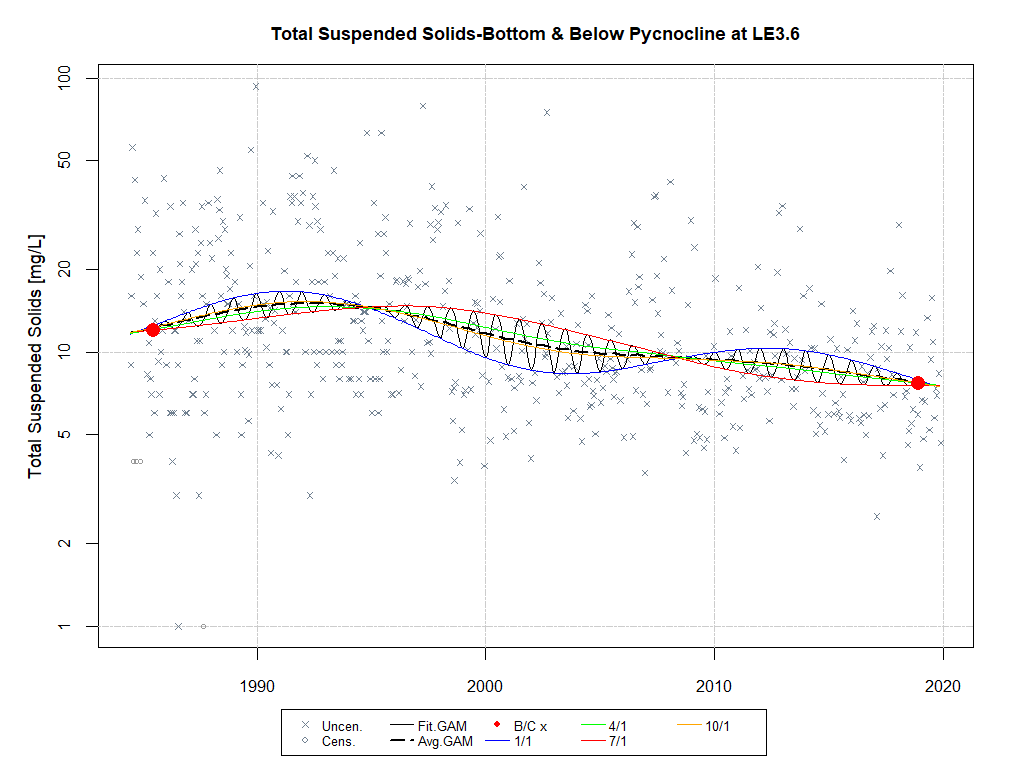 Total Suspended Solids-Bottom & Below Pycnocline at LE3.6
Total Suspended Solids [mg/L]
100
50
20
10
5
2
1
1990 2000 2010 2020
Uncen. Fit.GAM B/C x 4/1 10/1
Cens. Avg.GAM 1/1 7/1